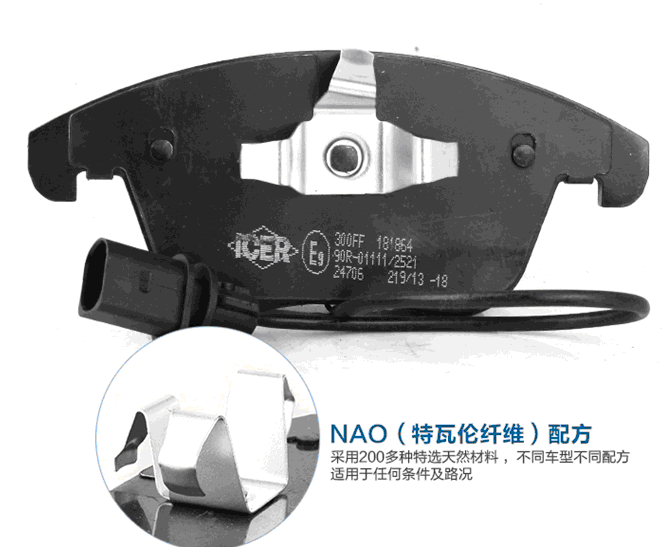 ICER
E9
300FF 181864
90R-01111/2521
24706 219/13 -18
NAO（特瓦伦纤维）配方
采用200多种特选天然材料 ，不同车型不同配方
适用于任何条件及路况